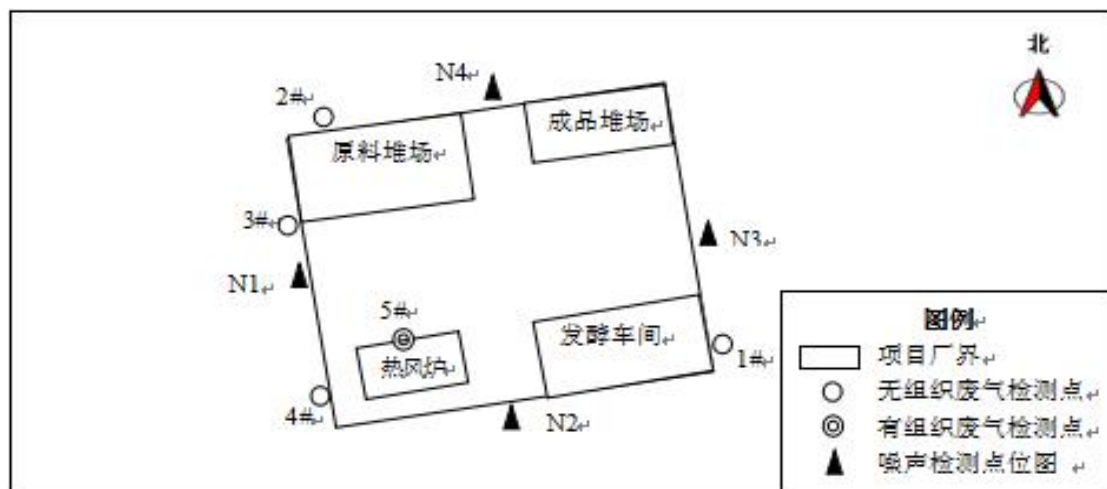 北
N4
2#
成品堆场
原料堆场
3#
N3
N1
5#
图例
发酵车间
1#
项目厂界
热风炉
无组织废气检测点
4#
N2
有组织废气检测点
噪声检测点位图